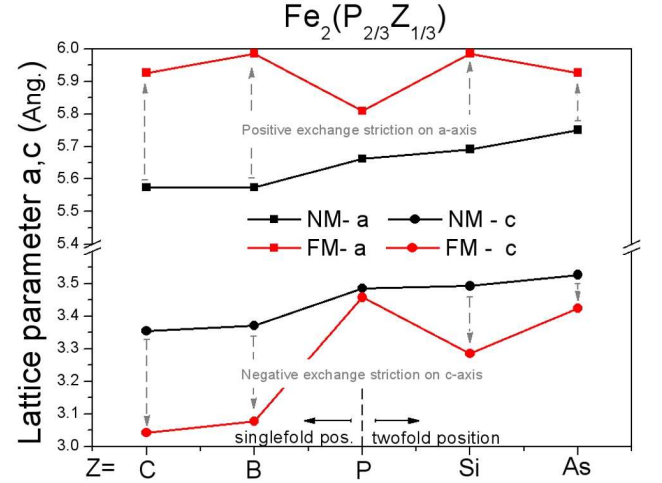 Fe2(P2/3Z1/3)
Lattice parameter a,c (Ang.)
6.0
5.9
5.8
5.7
5.6
5.5
5.4
3.5
3.4
3.3
3.2
3.1
3.0
Positive exchange striction on a-axis
NM- a NM - c
FM- a FM - c
Negative exchange striction on c-axis
singlefold pos. twofold position
Z= C B P Si As